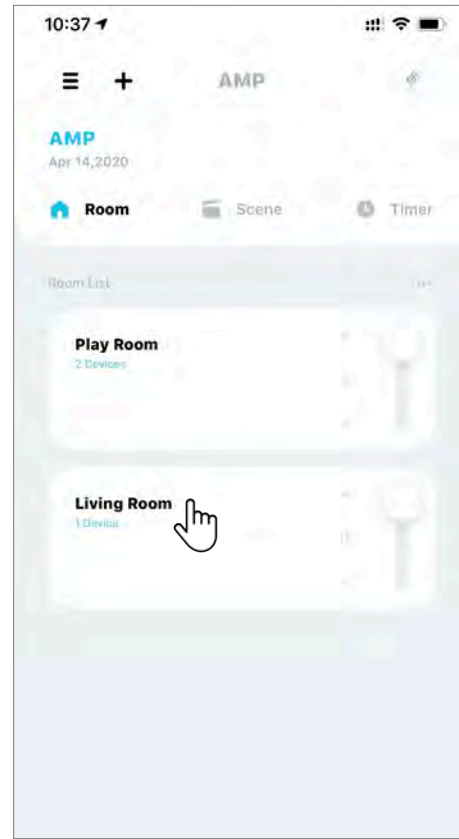 10:37
AMP
AMP
Apr 14,2020
Room Scene Timer
Room List
Play Room
2 Devices
Living Room
1 Device